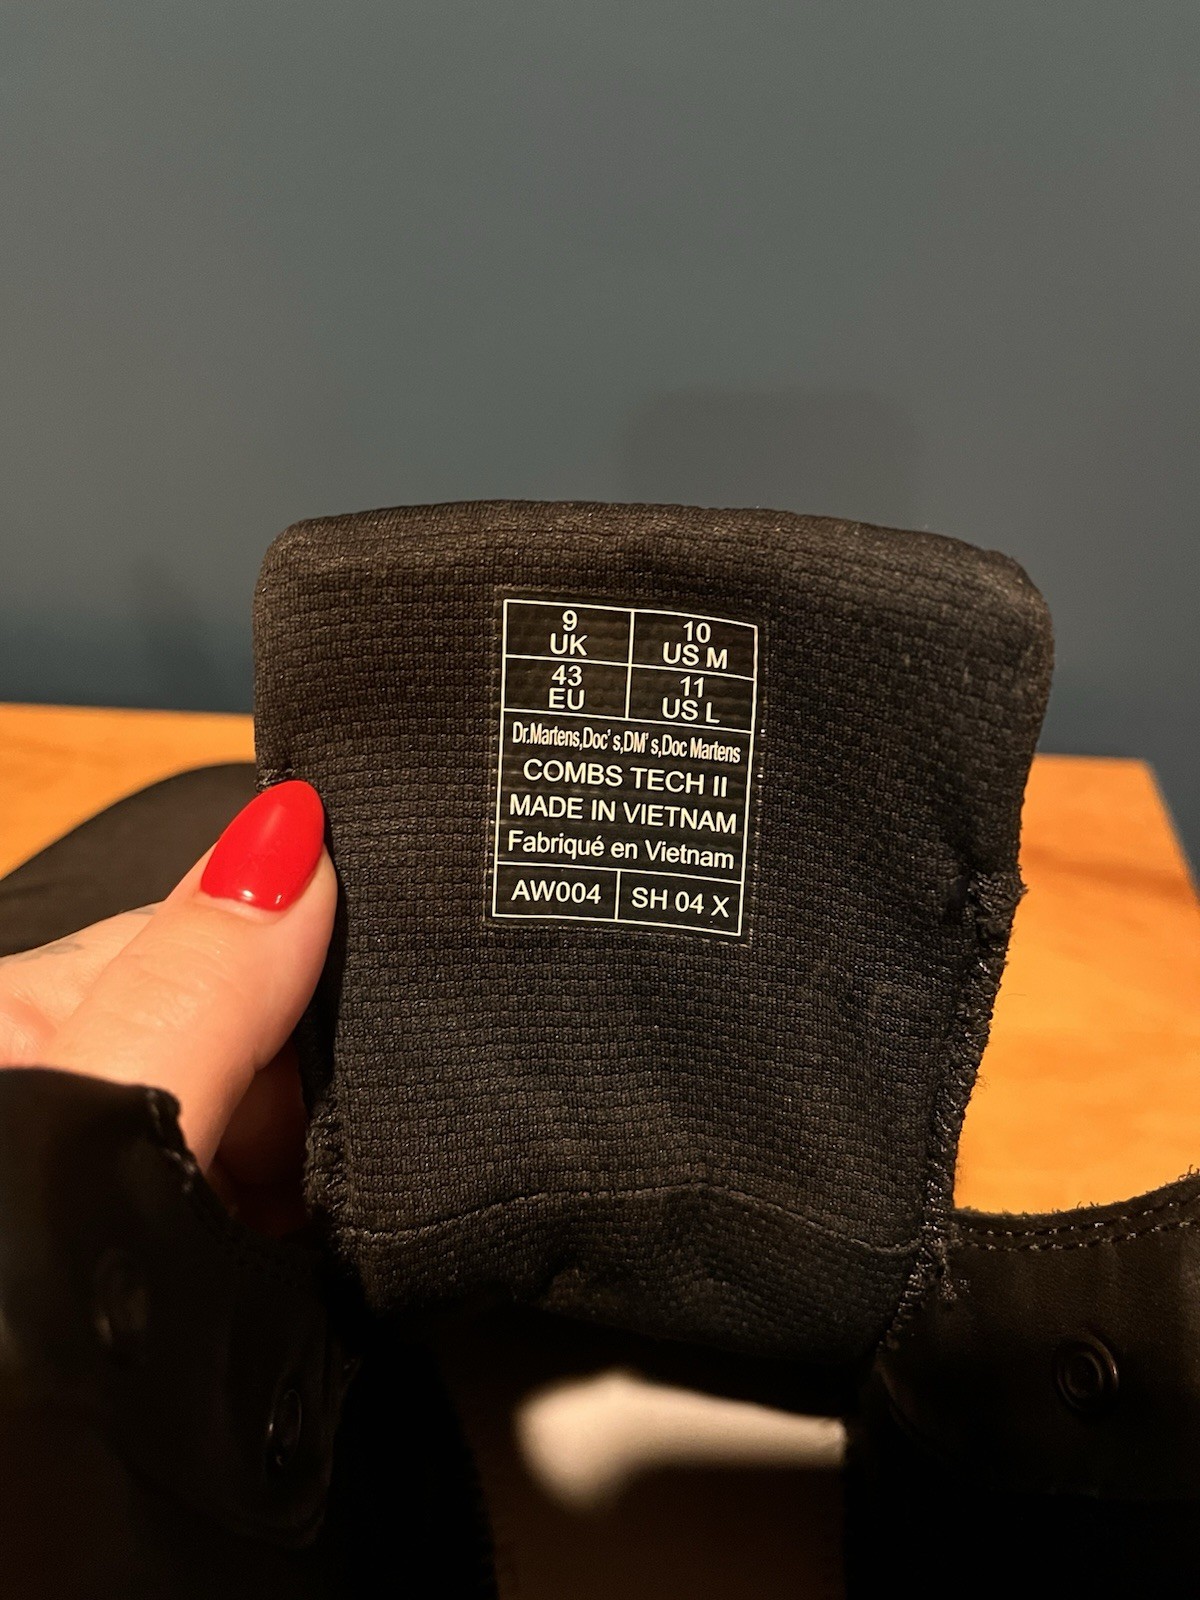 9 UK
10 US M
43 EU
11 US L
Dr.Martens,Doc's,DM's,Doc Martens
COMBS TECH II
MADE IN VIETNAM
Fabriqué en Vietnam
AW004
SH 04 X